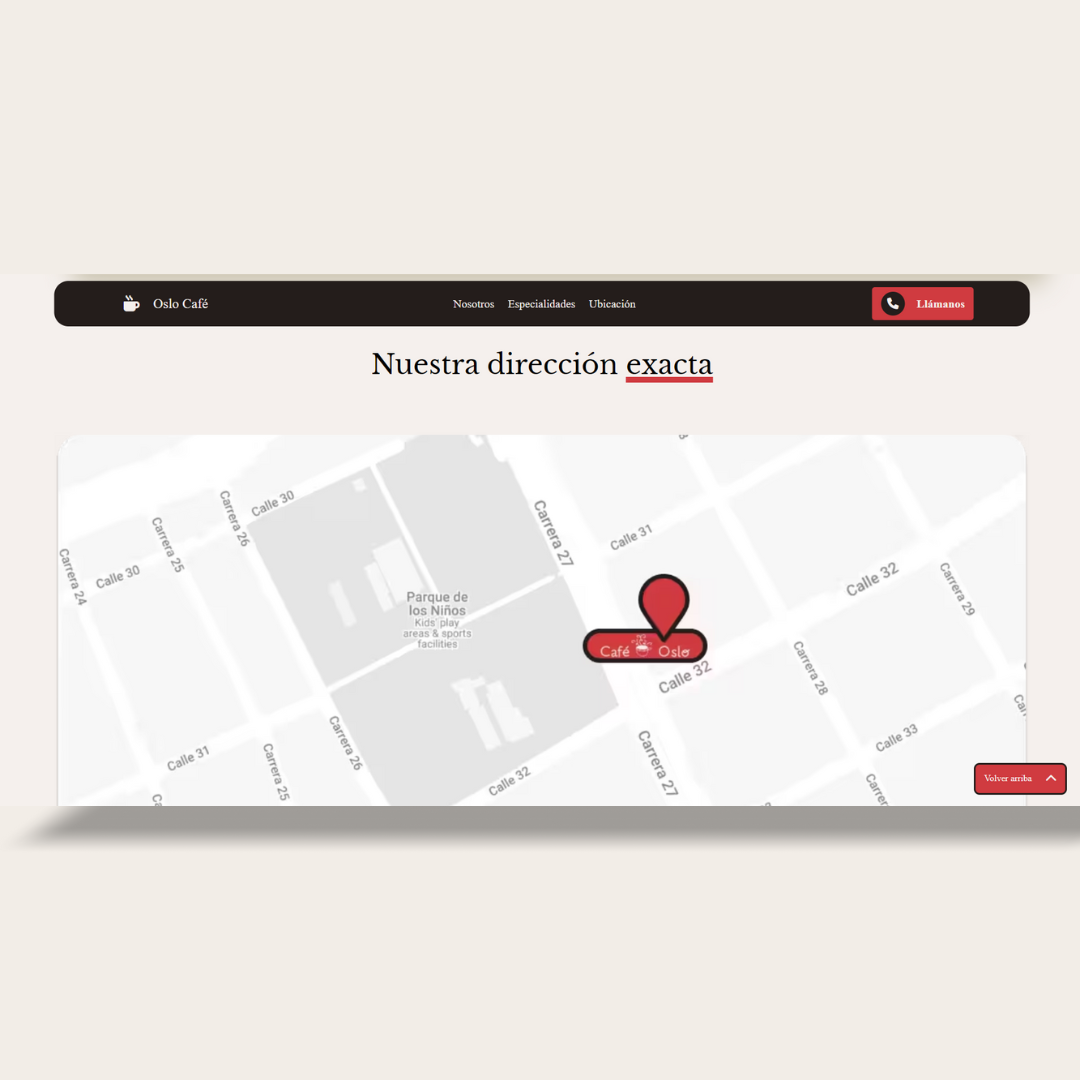 Oslo Café
Nosotros Especialidades Ubicación
Llámanos
Nuestra dirección exacta
Calle 30
Carrera 26
Carrera 25
Carrera 24
Calle 30
Carrera 27
Calle 31
Calle 32
Carrera 29
Parque de
los Niños
Kids' play
areas & sports
facilities
Café Oslo
Calle 32
Carrera 28
Calle 33
Calle 31
Carrera 25
Carrera 26
Calle 32
Carrera 27
Volver arriba